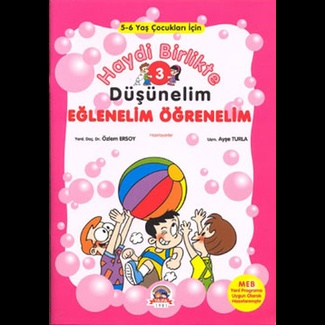 5-6 Yaş Çocukları İçin
Haydi Birlikte
3
Düşünelim
EĞLENELİM ÖĞRENELİM
Yard. Doç. Dr. Özlem ERSOY
Uzm. Ayşe TURLA
MEB
Yeni Programa
Uygun Olarak
Hazırlanmıştır